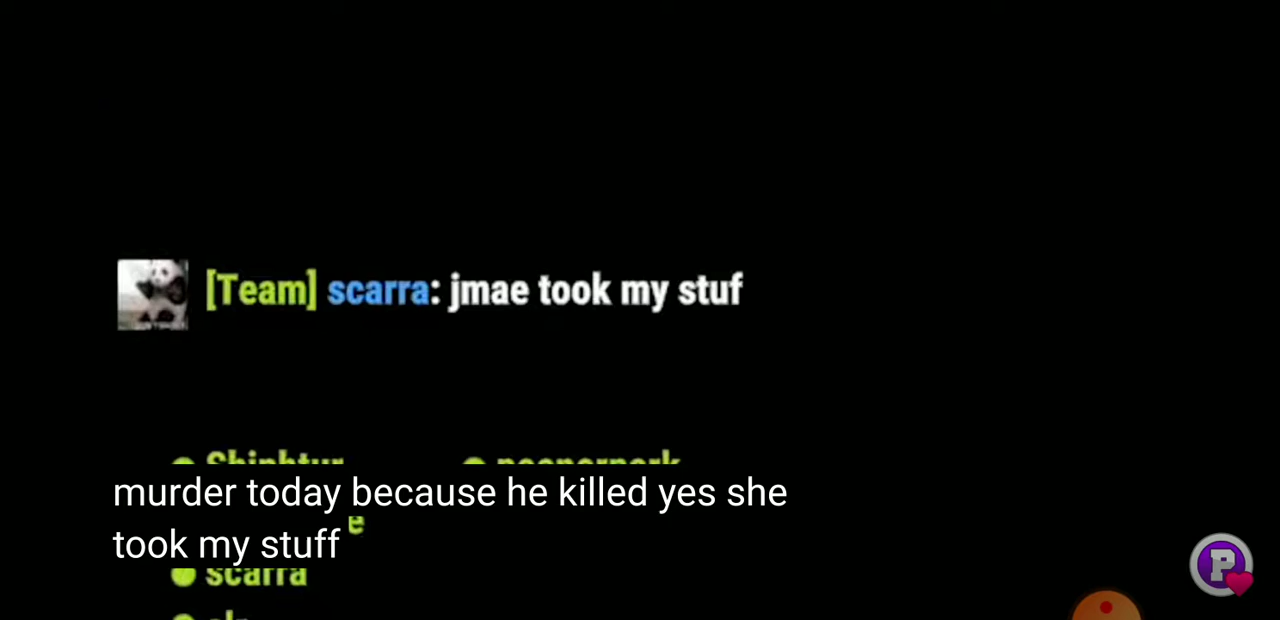 [Team] scarra: jmae took my stuf
murder today because he killed yes she
took my stuff
scarra
P